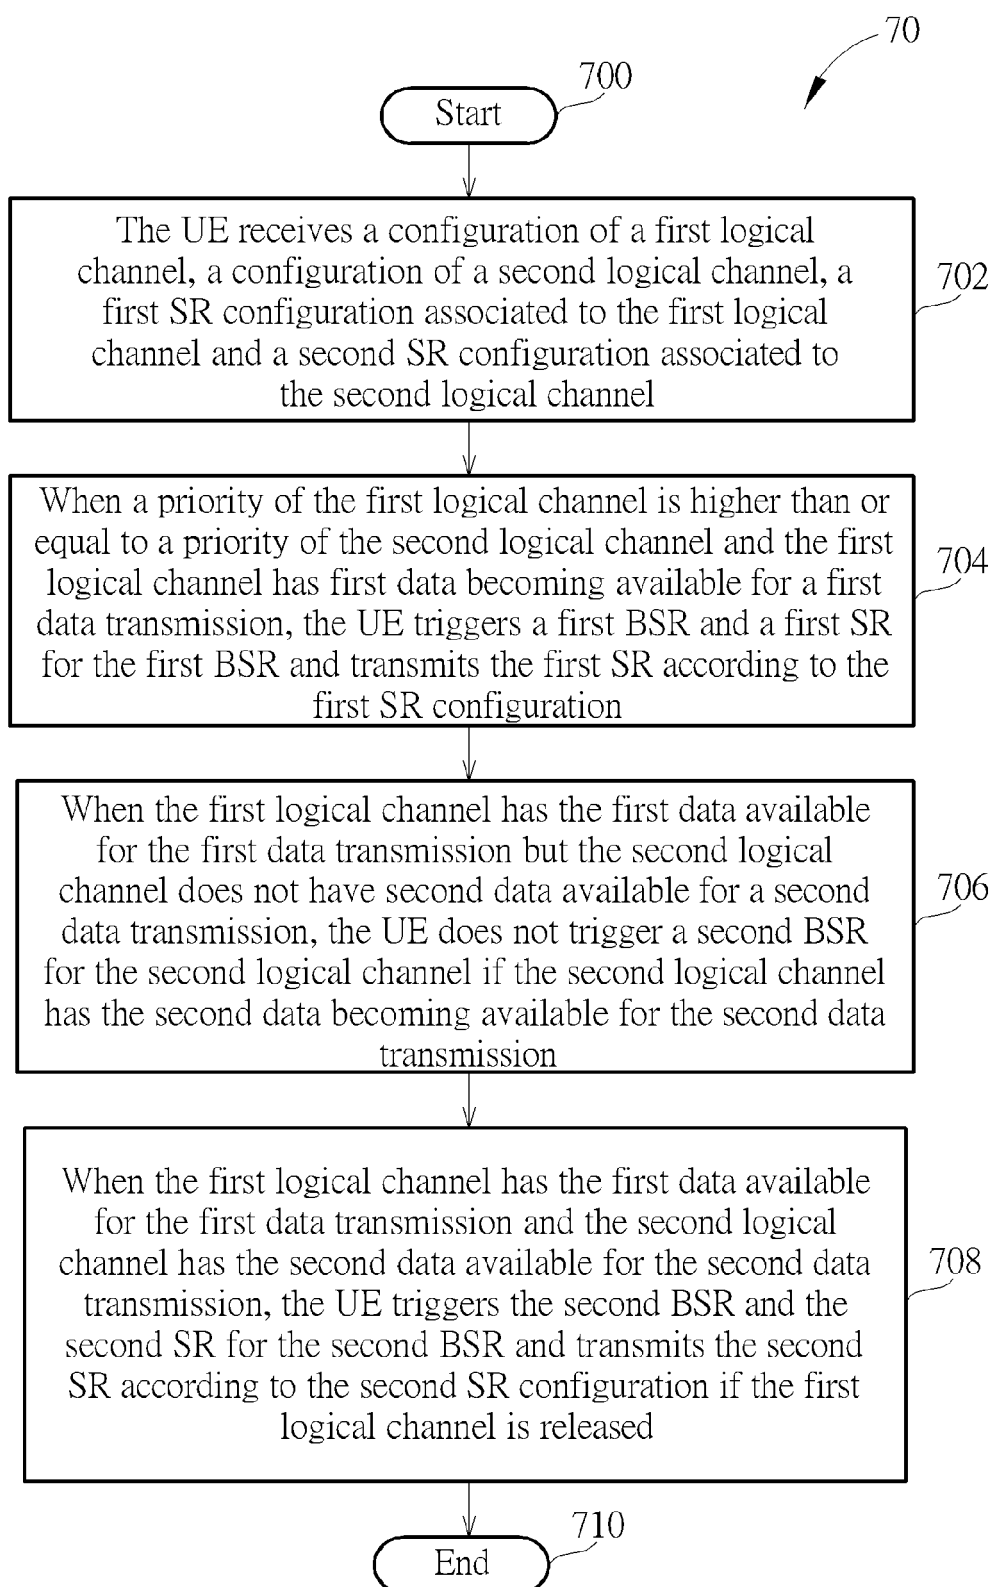 70
700
Start
The UE receives a configuration of a first logical
channel, a configuration of a second logical channel, a
first SR configuration associated to the first logical
channel and a second SR configuration associated to
the second logical channel
702
When a priority of the first logical channel is higher than or
equal to a priority of the second logical channel and the first
logical channel has first data becoming available for a first
data transmission, the UE triggers a first BSR and a first SR
for the first BSR and transmits the first SR according to the
first SR configuration
704
When the first logical channel has the first data available
for the first data transmission but the second logical
channel does not have second data available for a second
data transmission, the UE does not trigger a second BSR
for the second logical channel if the second logical channel
has the second data becoming available for the second data
transmission
706
When the first logical channel has the first data available
for the first data transmission and the second logical
channel has the second data available for the second data
transmission, the UE triggers the second BSR and the
second SR for the second BSR and transmits the second
SR according to the second SR configuration if the first
logical channel is released
708
710
End